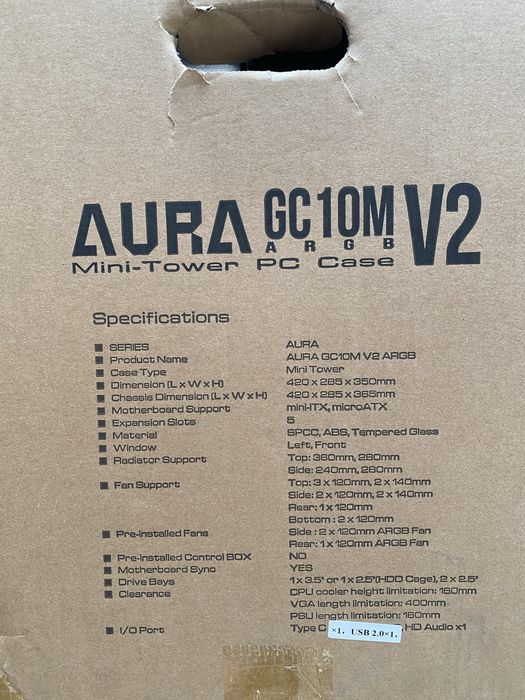 AURA GC10M V2
ARGB
Mini-Tower PC Case
Specifications
■ SERIES AURA
■ Product Name AURA GC10M V2 ARGB
■ Case Type Mini Tower
■ Dimension (L x W x H) 420 x 285 x 350mm
■ Chassis Dimension (L x W x H) 420 x 285 x 365mm
■ Motherboard Support mini-ITX, microATX
■ Expansion Slots 5
■ Material SPCC, ABS, Tempered Glass
■ Window Left, Front
■ Radiator Support Top: 360mm, 280mm
Side: 240mm, 280mm
■ Fan Support Top: 3 x 120mm, 2 x 140mm
Side: 2 x 120mm, 2 x 140mm
Rear: 1 x 120mm
Bottom : 2 x 120mm
■ Pre-installed Fans Side : 2 x 120mm ARGB Fan
Rear: 1 x 120mm ARGB Fan
■ Pre-installed Control BOX NO
■ Motherboard Sync YES
■ Drive Bays 1 x 3.5" or 1 x 2.5"(HDD Cage), 2 x 2.5"
■ Clearance CPU cooler height limitation: 160mm
VGA length limitation: 400mm
PSU length limitation: 160mm
■ I/O Port Type C ×1, USB 2.0×1, HD Audio x1